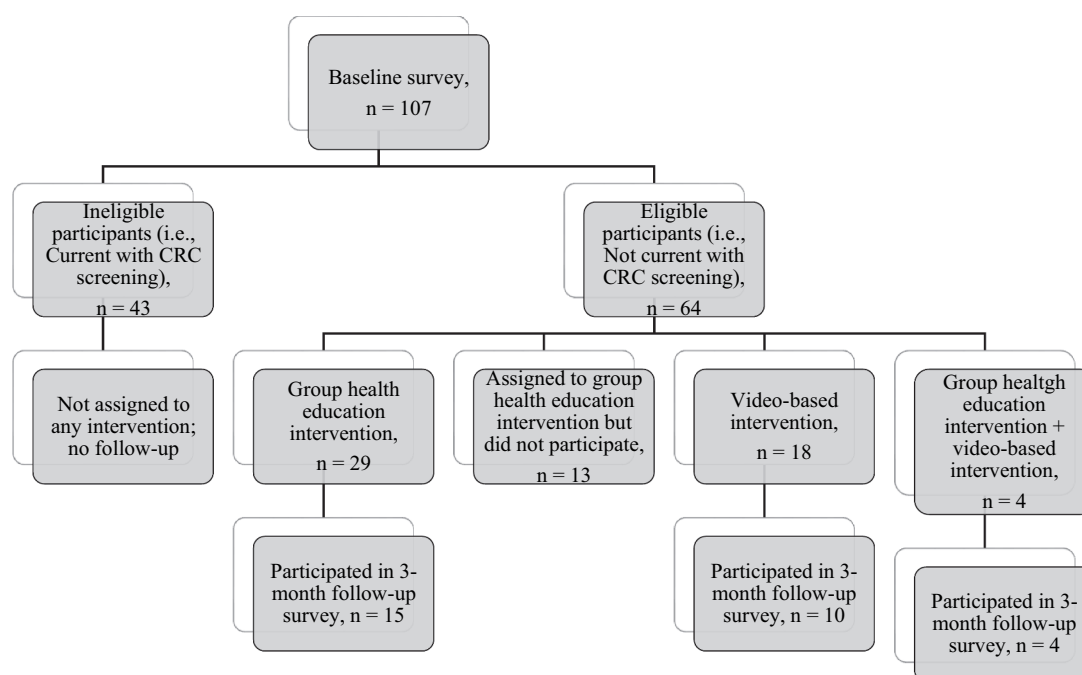 Baseline survey,
n = 107
Ineligible
participants (i.e.,
Current with CRC
screening),
n = 43
Eligible
participants (i.e.,
Not current with
CRC screening),
n = 64
Not assigned to
any intervention;
no follow-up
Group health
education
intervention,
n = 29
Assigned to group
health education
intervention but
did not participate,
n = 13
Video-based
intervention,
n = 18
Group healtgh
education
intervention +
video-based
intervention,
n = 4
Participated in 3-
month follow-up
survey, n = 15
Participated in 3-
month follow-up
survey, n = 10
Participated in 3-
month follow-up
survey, n = 4